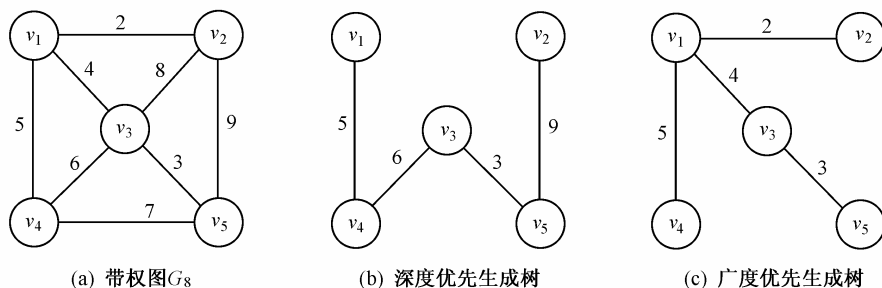 v1 2 v2
4 8
5 v3 9
6 3
v4 7 v5
(a) 带权图G8
v1 v2
5 v3 9
6 3
v4 v5
(b) 深度优先生成树
v1 2 v2
4
5 v3
3
v4 v5
(c) 广度优先生成树